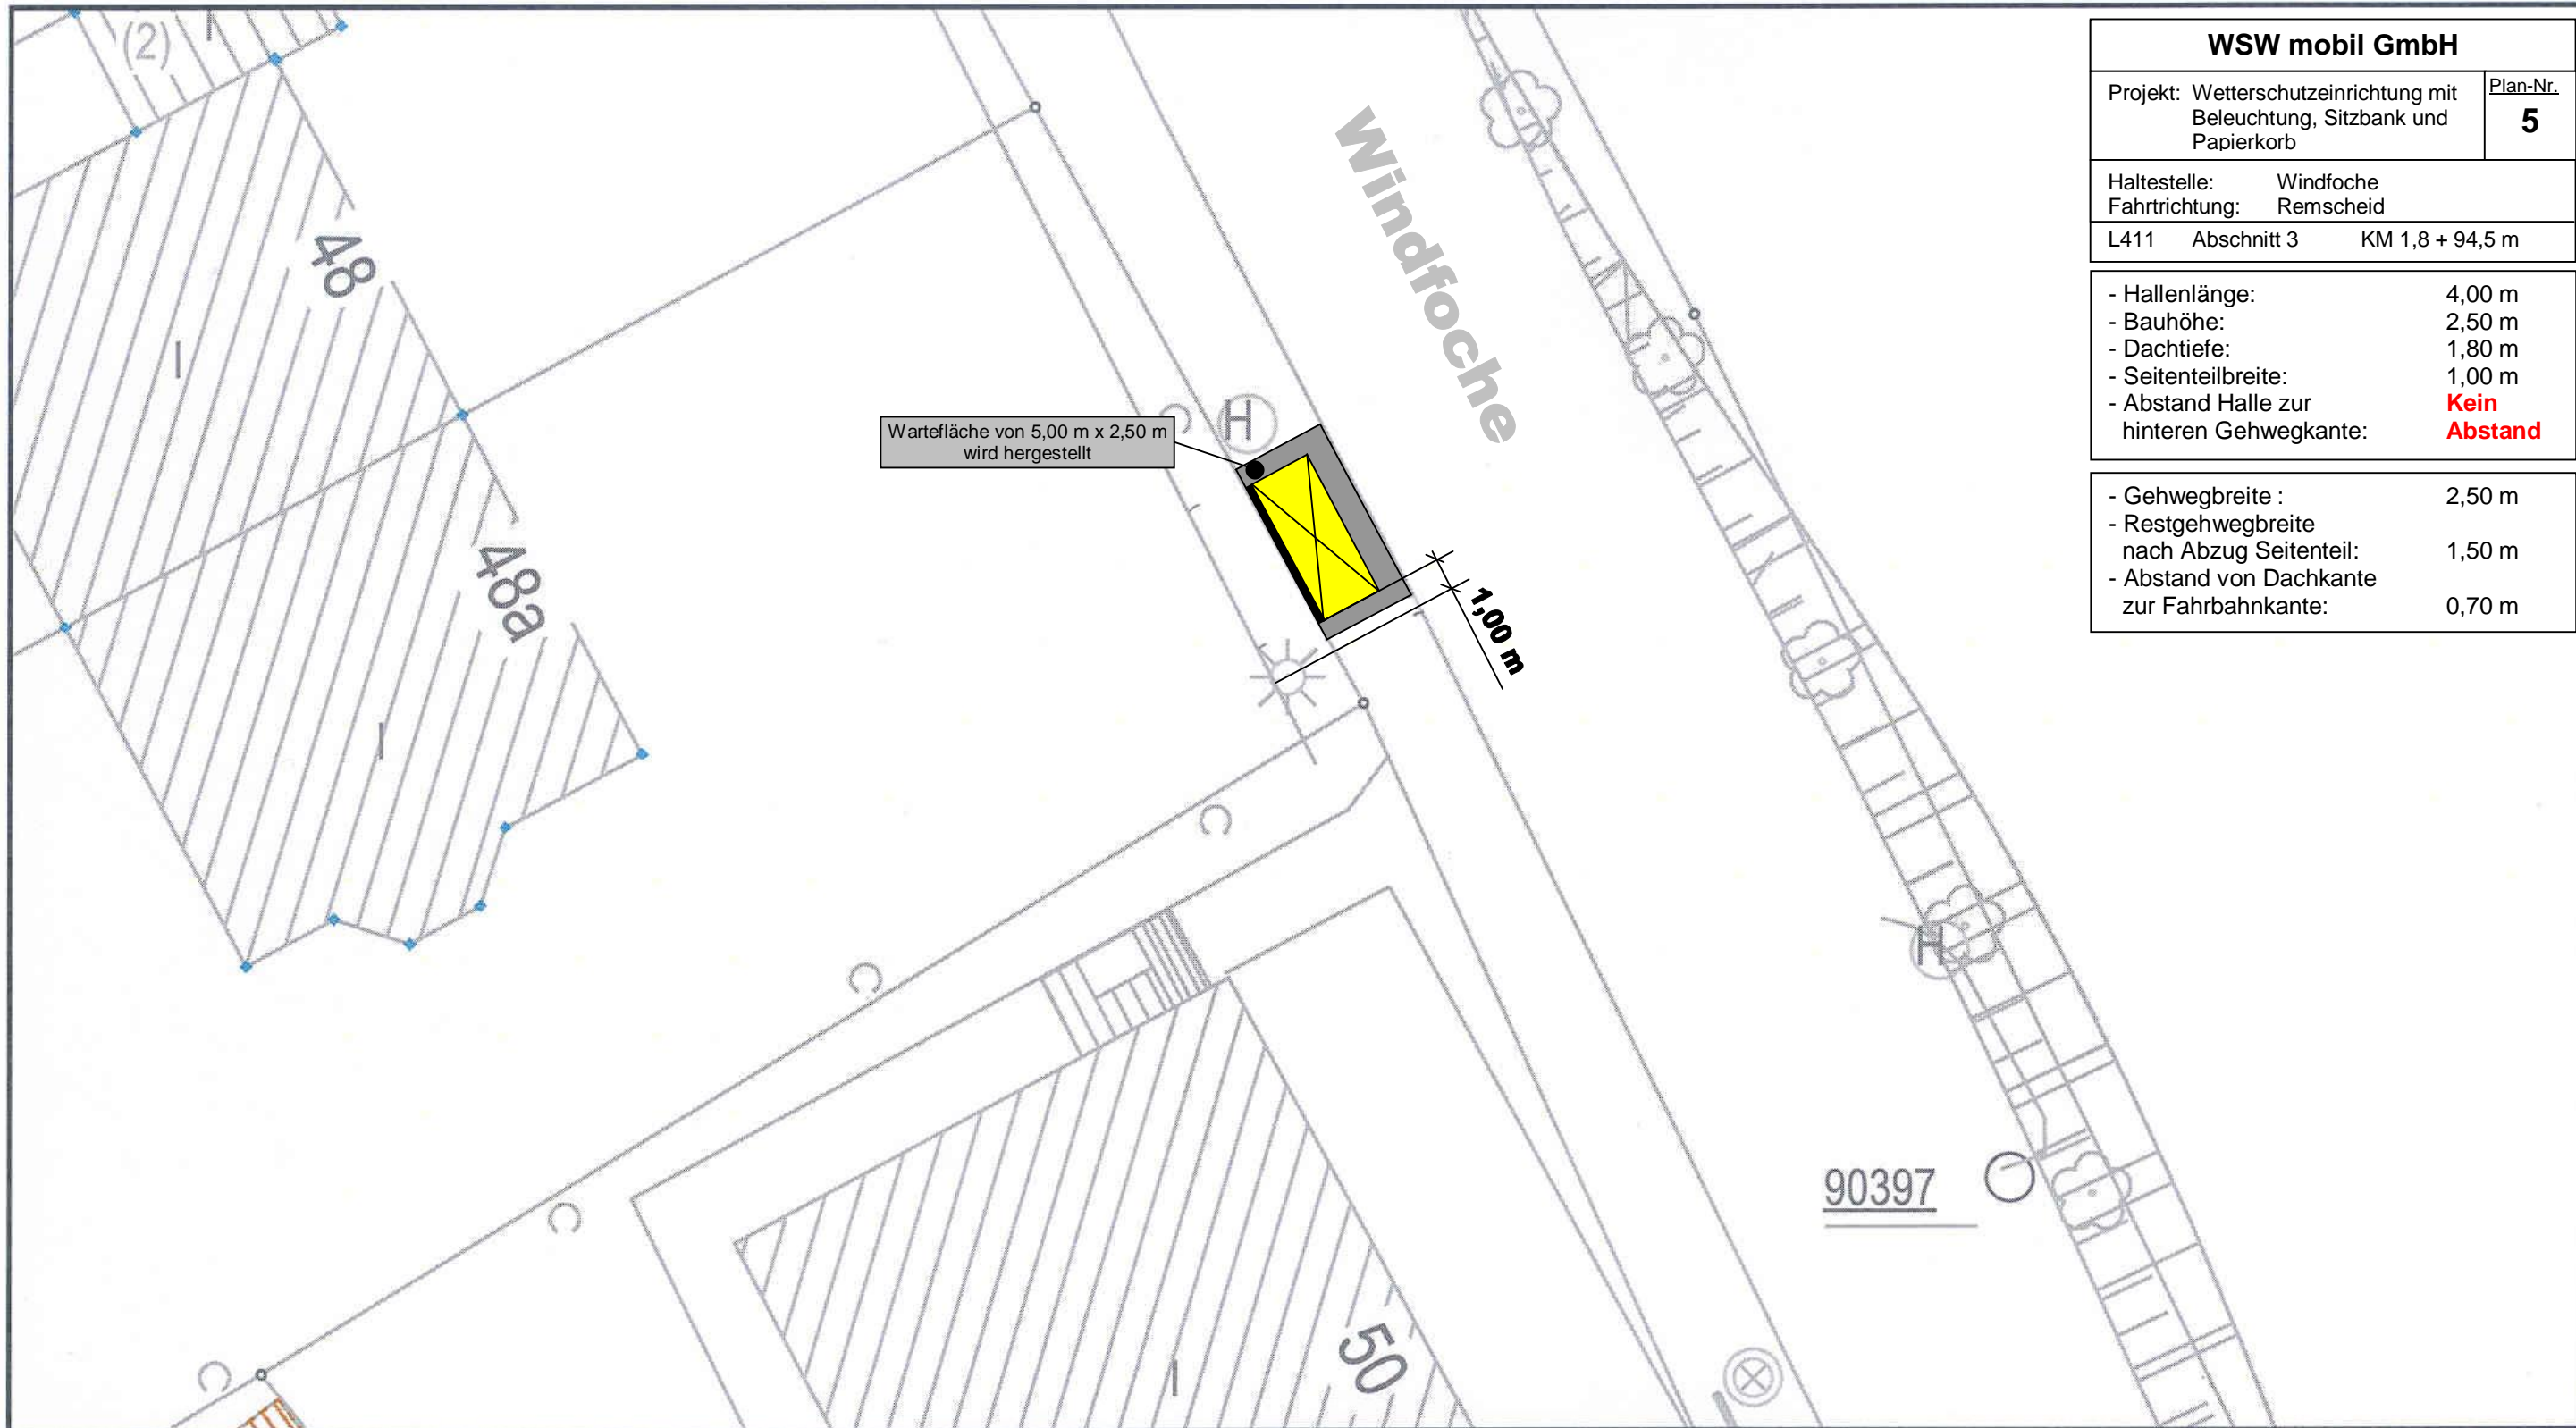 WSW mobil GmbH
Projekt: Wetterschutzeinrichtung mit
Beleuchtung, Sitzbank und
Papierkorb
Plan-Nr.
5
Haltestelle: Windfoche
Fahrtrichtung: Remscheid
L411 Abschnitt 3 KM 1,8 + 94,5 m
- Hallenlänge: 4,00 m
- Bauhöhe: 2,50 m
- Dachtiefe: 1,80 m
- Seitenteilbreite: 1,00 m
- Abstand Halle zur Kein
hinteren Gehwegkante: Abstand
- Gehwegbreite : 2,50 m
- Restgehwegbreite
nach Abzug Seitenteil: 1,50 m
- Abstand von Dachkante
zur Fahrbahnkante: 0,70 m
(2)
48
I
Windfoche
H
Wartefläche von 5,00 m x 2,50 m
wird hergestellt
48a
1,00 m
I
H
90397
50
I